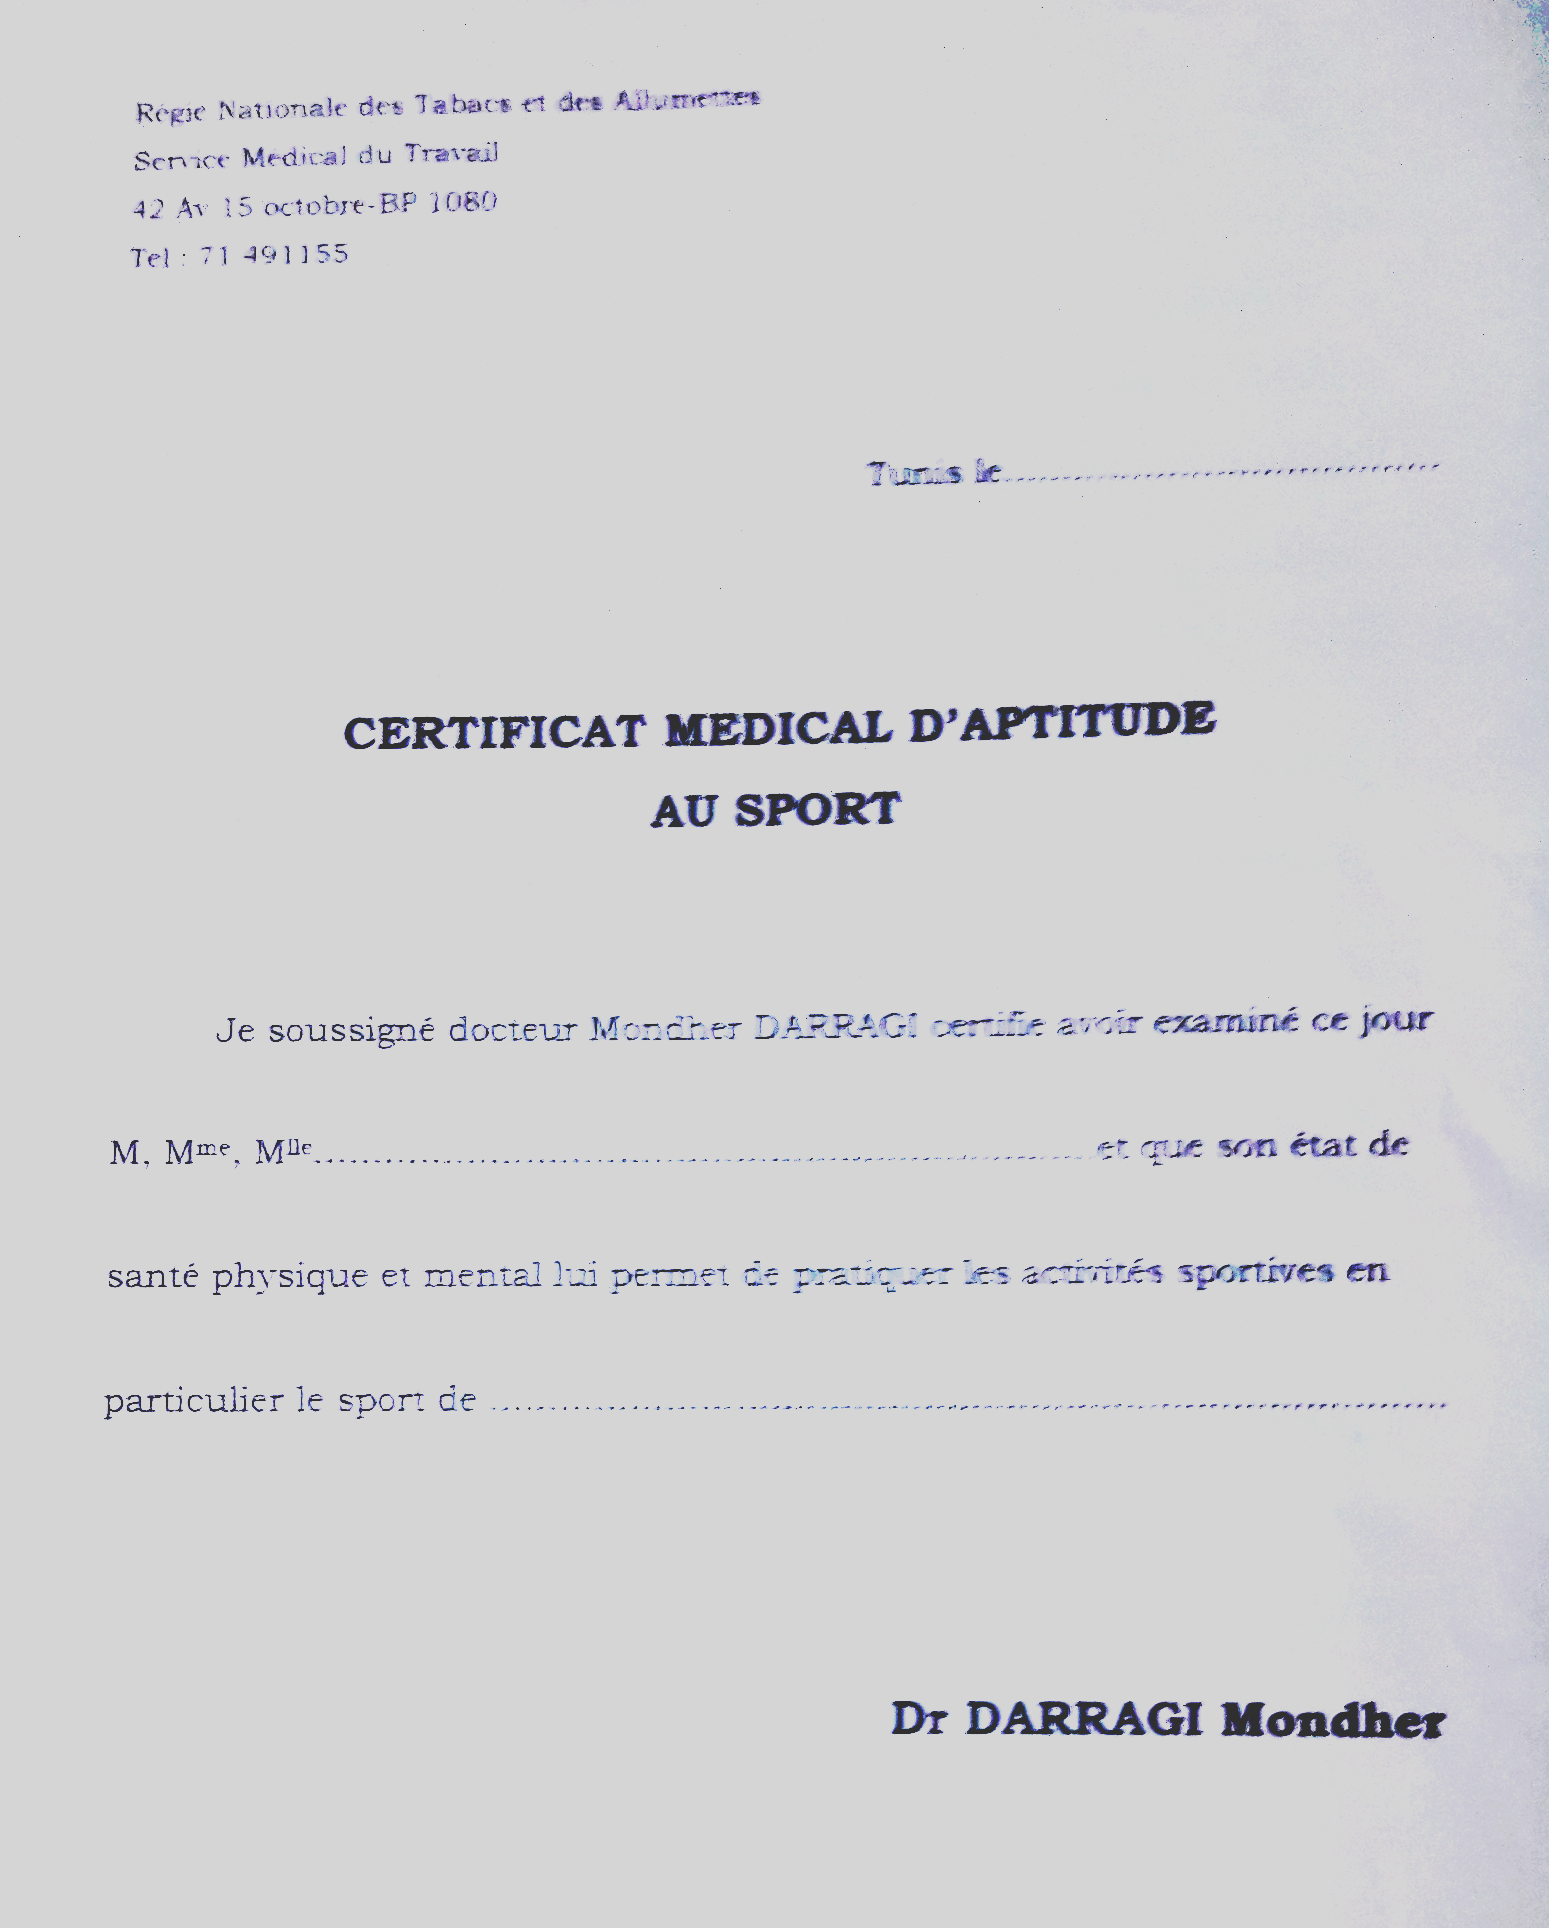 Régie Nationale des Tabacs et des Allumettes
Service Medical du Travail
42 Av 15 octobre-BP 1080
Tel : 71 491155
Tunis le........................................
CERTIFICAT MEDICAL D'APTITUDE
AU SPORT
Je soussigné docteur Mondher DARRAGI certifie avoir examiné ce jour
M, Mme, Mlle........................................................................ et que son état de
santé physique et mental lui permet de pratiquer les activités sportives en
particulier le sport de ........................................................................................
Dr DARRAGI Mondher